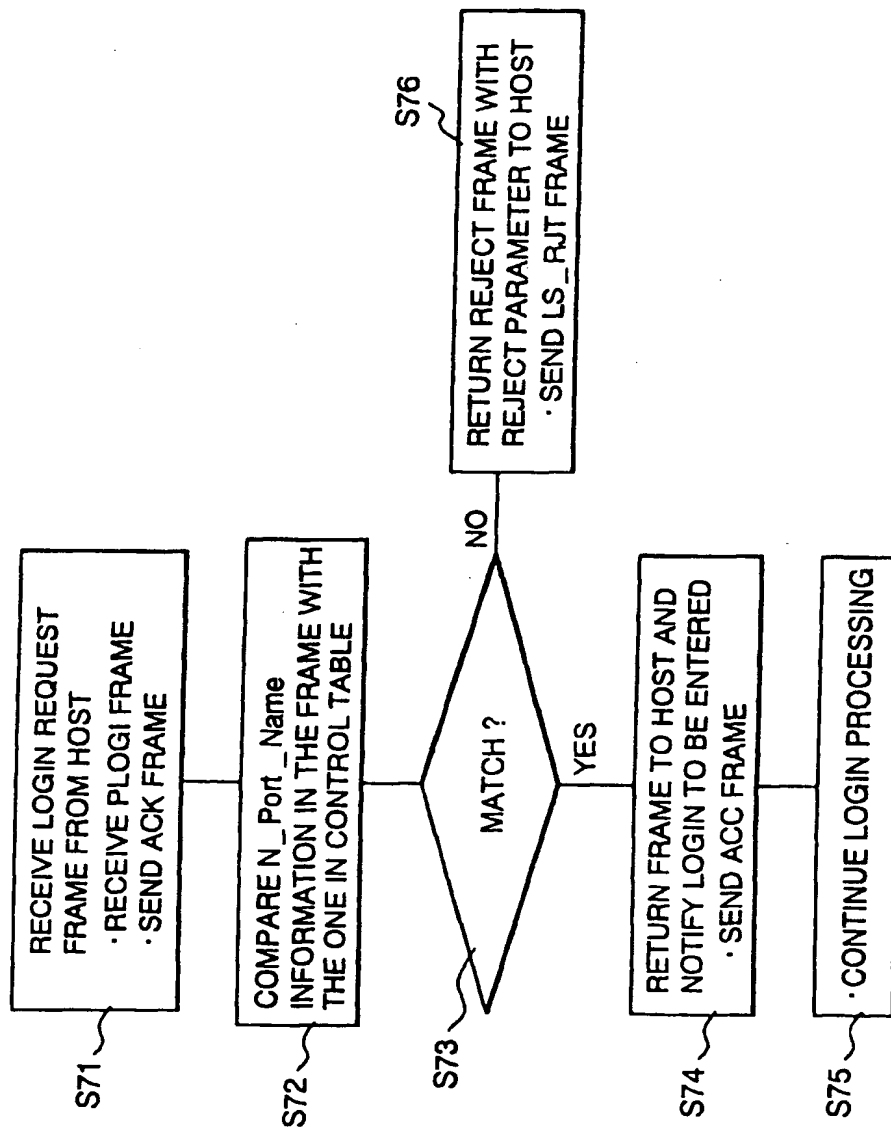 S71
RECEIVE LOGIN REQUEST
FRAME FROM HOST
· RECEIVE PLOGI FRAME
· SEND ACK FRAME
S72
COMPARE N_Port_Name
INFORMATION IN THE FRAME WITH
THE ONE IN CONTROL TABLE
S73
MATCH ?
NO
YES
S76
RETURN REJECT FRAME WITH
REJECT PARAMETER TO HOST
· SEND LS_RJT FRAME
S74
RETURN FRAME TO HOST AND
NOTIFY LOGIN TO BE ENTERED
· SEND ACC FRAME
S75
· CONTINUE LOGIN PROCESSING